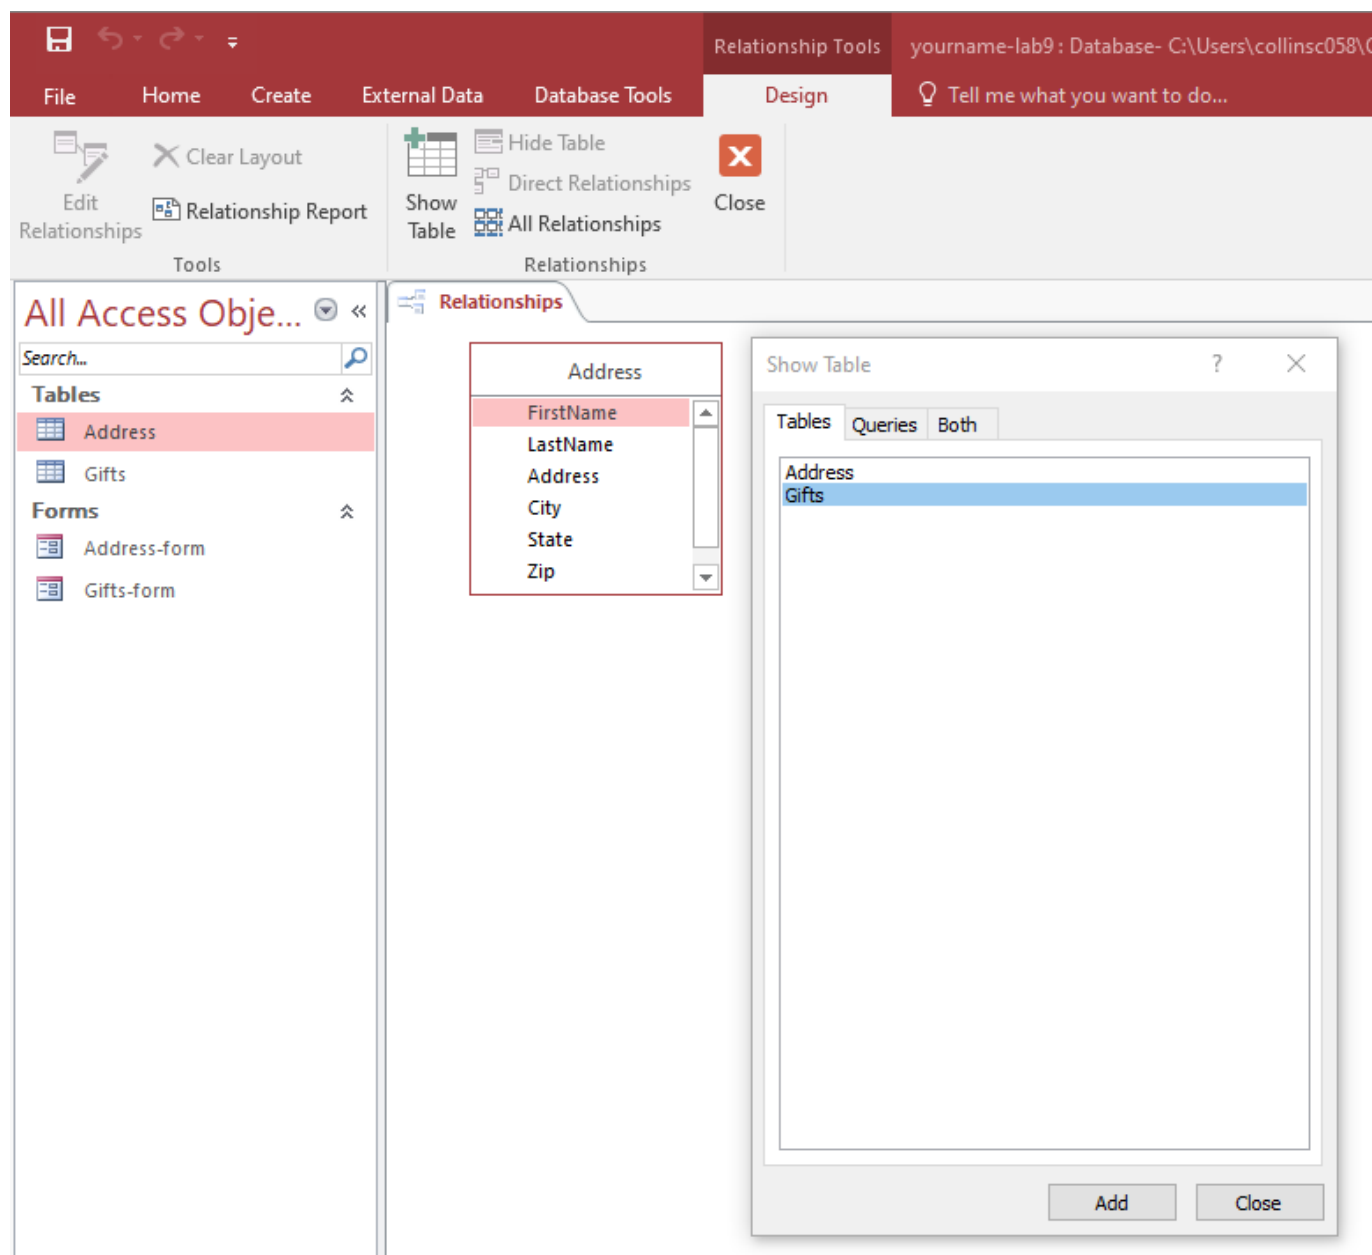 Relationship Tools
yourname-lab9 : Database- C:\Users\collinsc058\
File Home Create External Data Database Tools Design Tell me what you want to do...
Edit Relationships
Clear Layout
Relationship Report
Tools
Show Table
Hide Table
Direct Relationships
All Relationships
Relationships
Close
All Access Obje...
Search...
Tables
Address
Gifts
Forms
Address-form
Gifts-form
Relationships
Address
FirstName
LastName
Address
City
State
Zip
Show Table
Tables Queries Both
Address
Gifts
Add Close